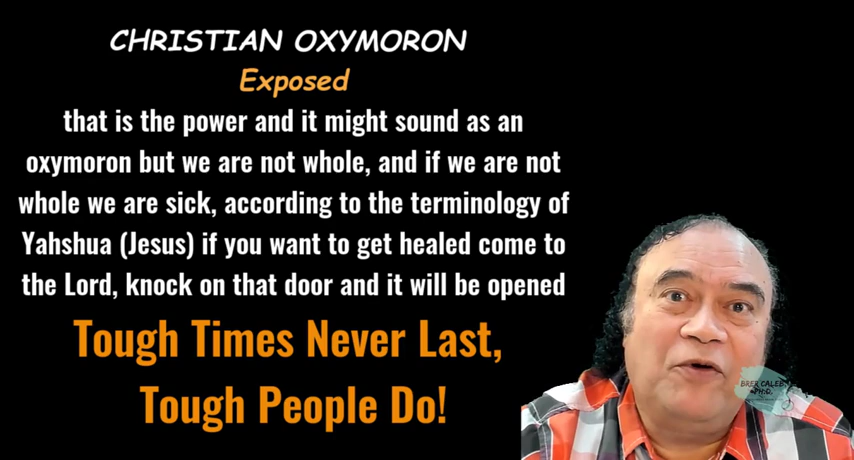 CHRISTIAN OXYMORON
Exposed
that is the power and it might sound as an
oxymoron but we are not whole, and if we are not
whole we are sick, according to the terminology of
Yahshua (Jesus) if you want to get healed come to
the Lord, knock on that door and it will be opened
Tough Times Never Last,
Tough People Do!
BRER CALEB,
PH.D.